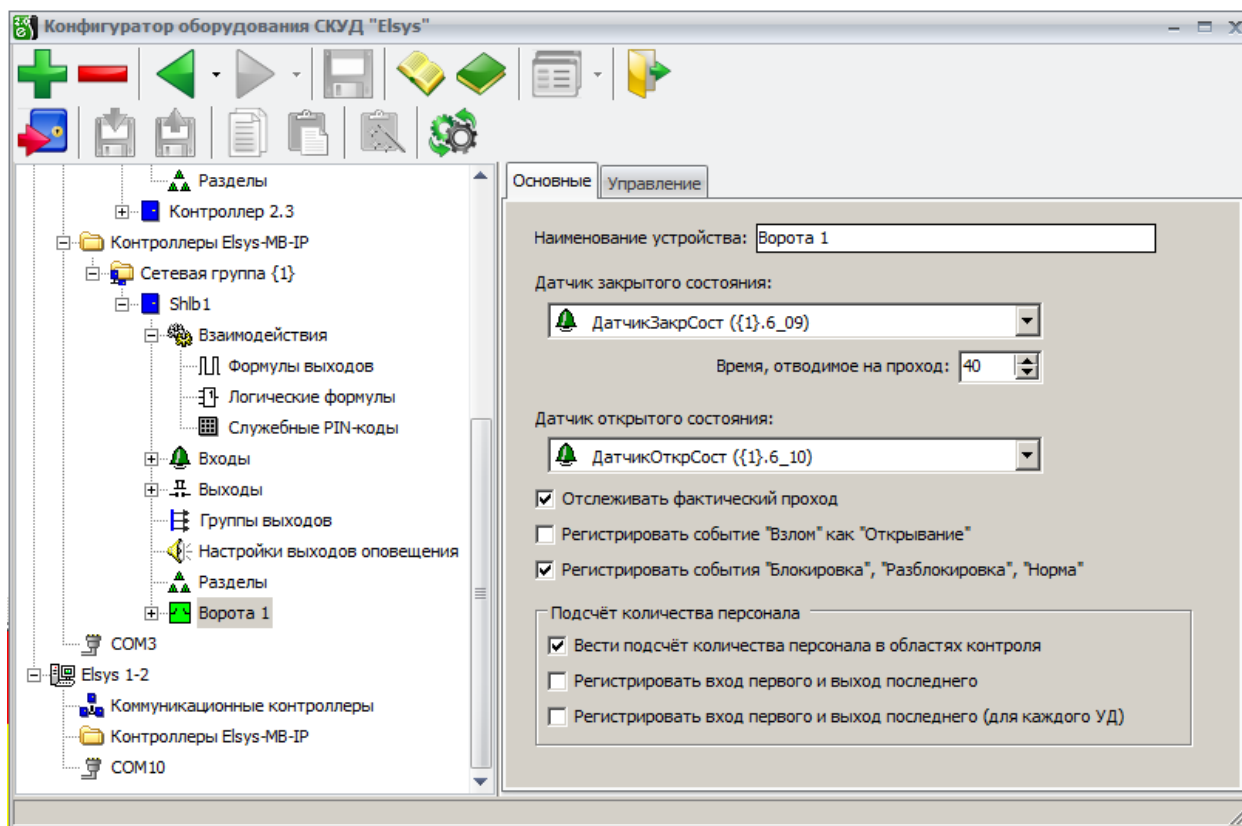 Конфигуратор оборудования СКУД "Elsys"
Разделы
Контроллер 2.3
Контроллеры Elsys-MB-IP
Сетевая группа {1}
Shlb1
Взаимодействия
Формулы выходов
Логические формулы
Служебные PIN-коды
Входы
Выходы
Группы выходов
Настройки выходов оповещения
Разделы
Ворота 1
COM3
Elsys 1-2
Коммуникационные контроллеры
Контроллеры Elsys-MB-IP
COM10
Основные
Управление
Наименование устройства: Ворота 1
Датчик закрытого состояния:
ДатчикЗакрСост ({1}.6_09)
Время, отводимое на проход: 40
Датчик открытого состояния:
ДатчикОткрСост ({1}.6_10)
Отслеживать фактический проход
Регистрировать событие "Взлом" как "Открывание"
Регистрировать события "Блокировка", "Разблокировка", "Норма"
Подсчёт количества персонала
Вести подсчёт количества персонала в областях контроля
Регистрировать вход первого и выход последнего
Регистрировать вход первого и выход последнего (для каждого УД)